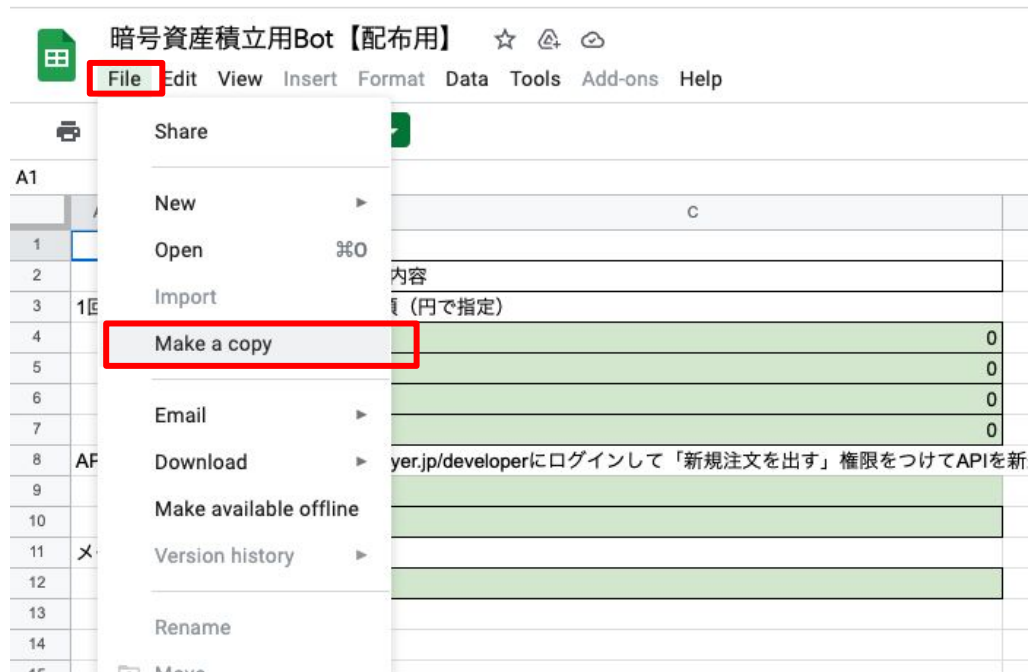 暗号資産積立用Bot【配布用】
File Edit View Insert Format Data Tools Add-ons Help
Share
A1
New
C
1
Open ⌘O
2 内容
Import
3 1回 (円で指定)
4 0
Make a copy
5 0
6 0
Email
7 0
8 AP Download yer.jp/developerにログインして「新規注文を出す」権限をつけてAPIを新
9
Make available offline
10
11 メ
Version history
12
13
Rename
14
15
Move